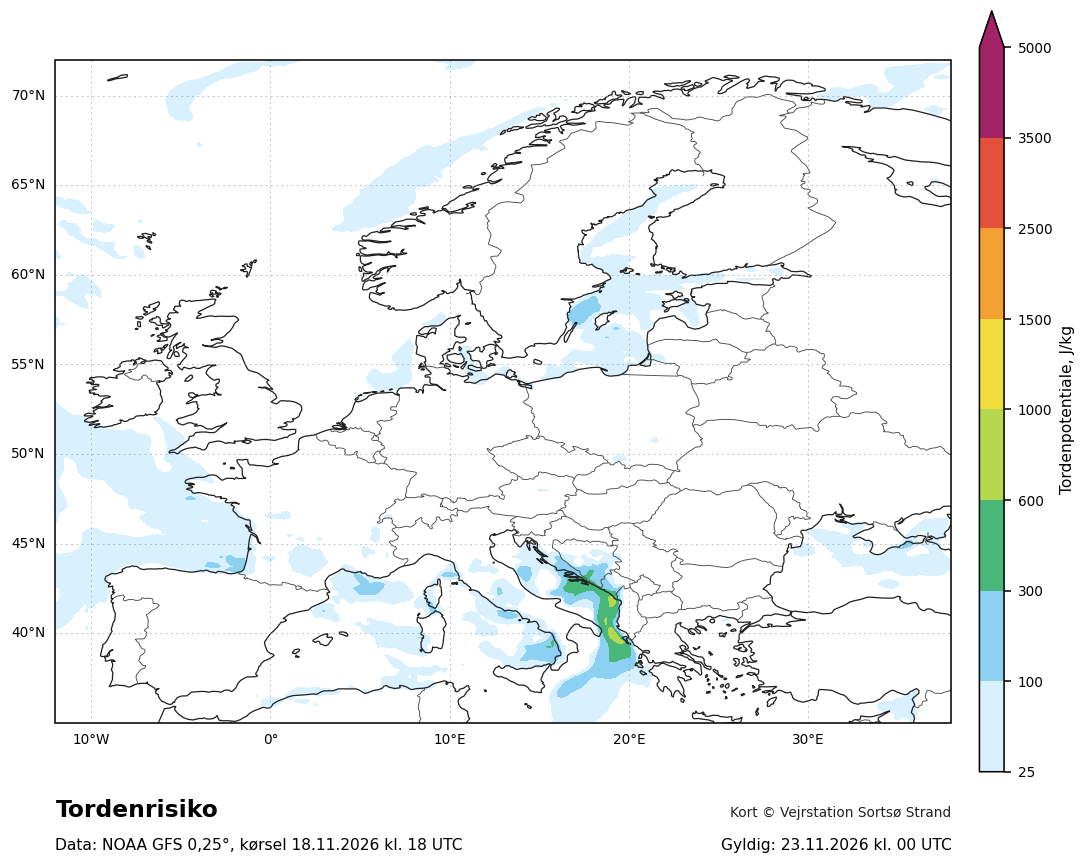 5000
3500
2500
1500
1000
600
300
100
25
Tordenpotentiale, J/kg
70°N
65°N
60°N
55°N
50°N
45°N
40°N
10°W
0°
10°E
20°E
30°E
Tordenrisiko
Kort © Vejrstation Sortsø Strand
Data: NOAA GFS 0,25°, kørsel 18.11.2026 kl. 18 UTC
Gyldig: 23.11.2026 kl. 00 UTC